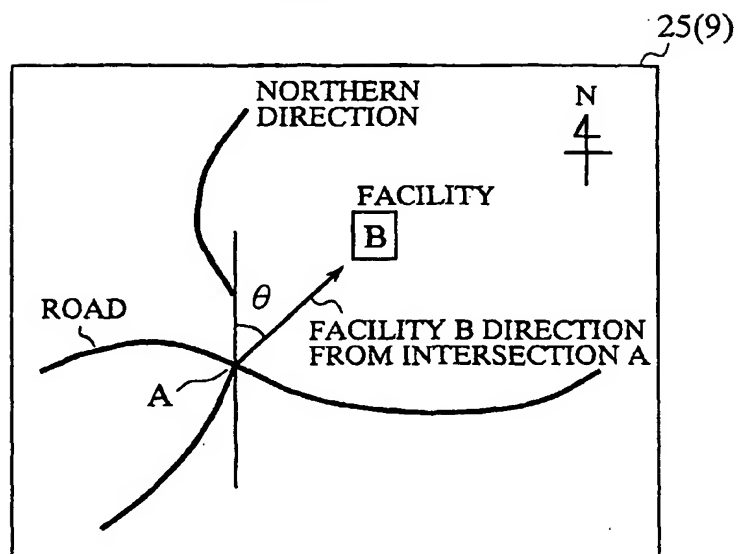 25(9)
NORTHERN
DIRECTION
N
FACILITY
B
θ
ROAD
FACILITY B DIRECTION
FROM INTERSECTION A
A